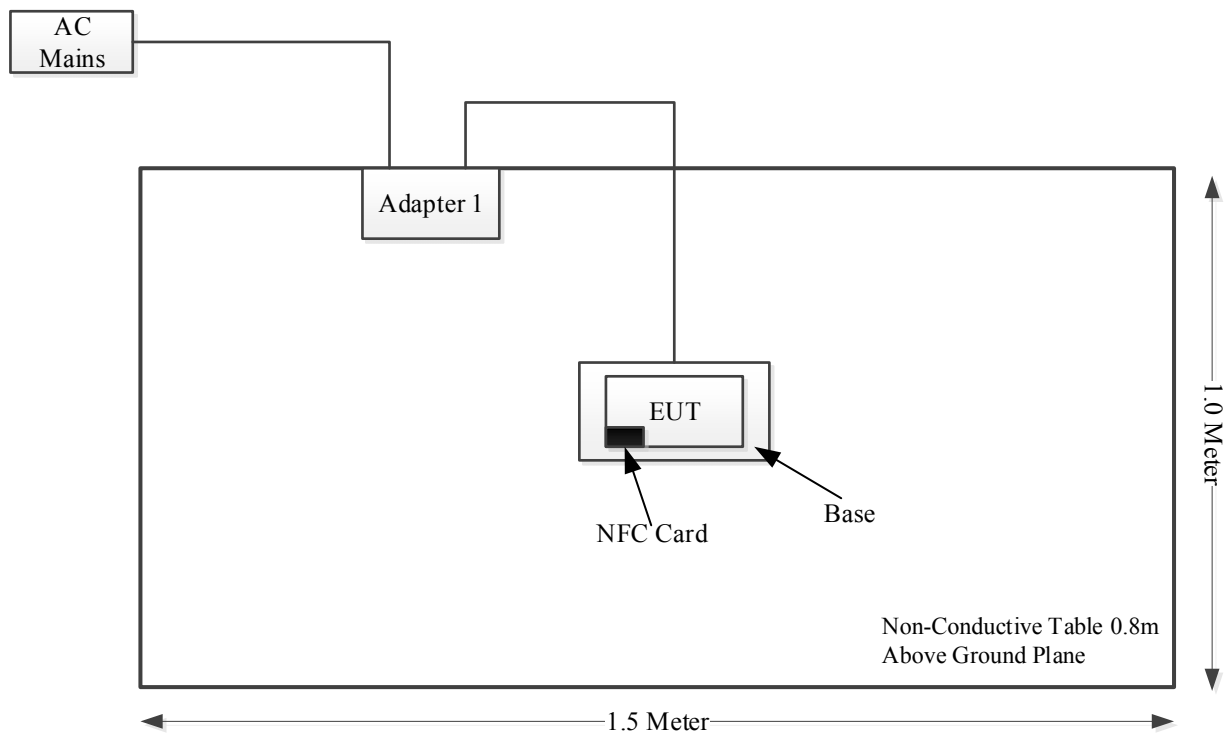 AC
Mains
Adapter 1
EUT
Base
NFC Card
1.0 Meter
Non-Conductive Table 0.8m
Above Ground Plane
1.5 Meter